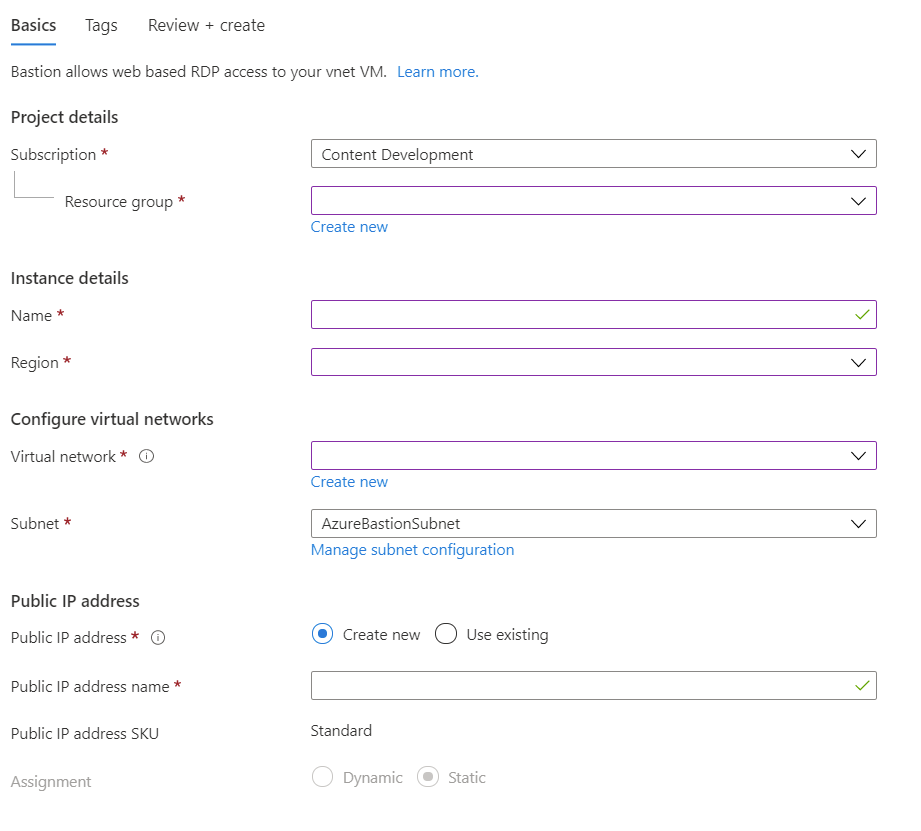 Basics Tags Review + create
Bastion allows web based RDP access to your vnet VM. Learn more.
Project details
Subscription * Content Development
Resource group *
Create new
Instance details
Name *
Region *
Configure virtual networks
Virtual network *
Create new
Subnet * AzureBastionSubnet
Manage subnet configuration
Public IP address
Public IP address * Create new Use existing
Public IP address name *
Public IP address SKU Standard
Assignment Dynamic Static